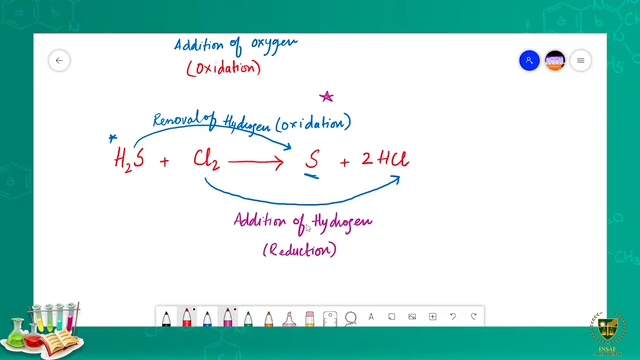 Addition of oxygen
(Oxidation)
Removal of Hydrogen (Oxidation)
H2S + Cl2 → S + 2HCl
Addition of Hydrogen
(Reduction)
A